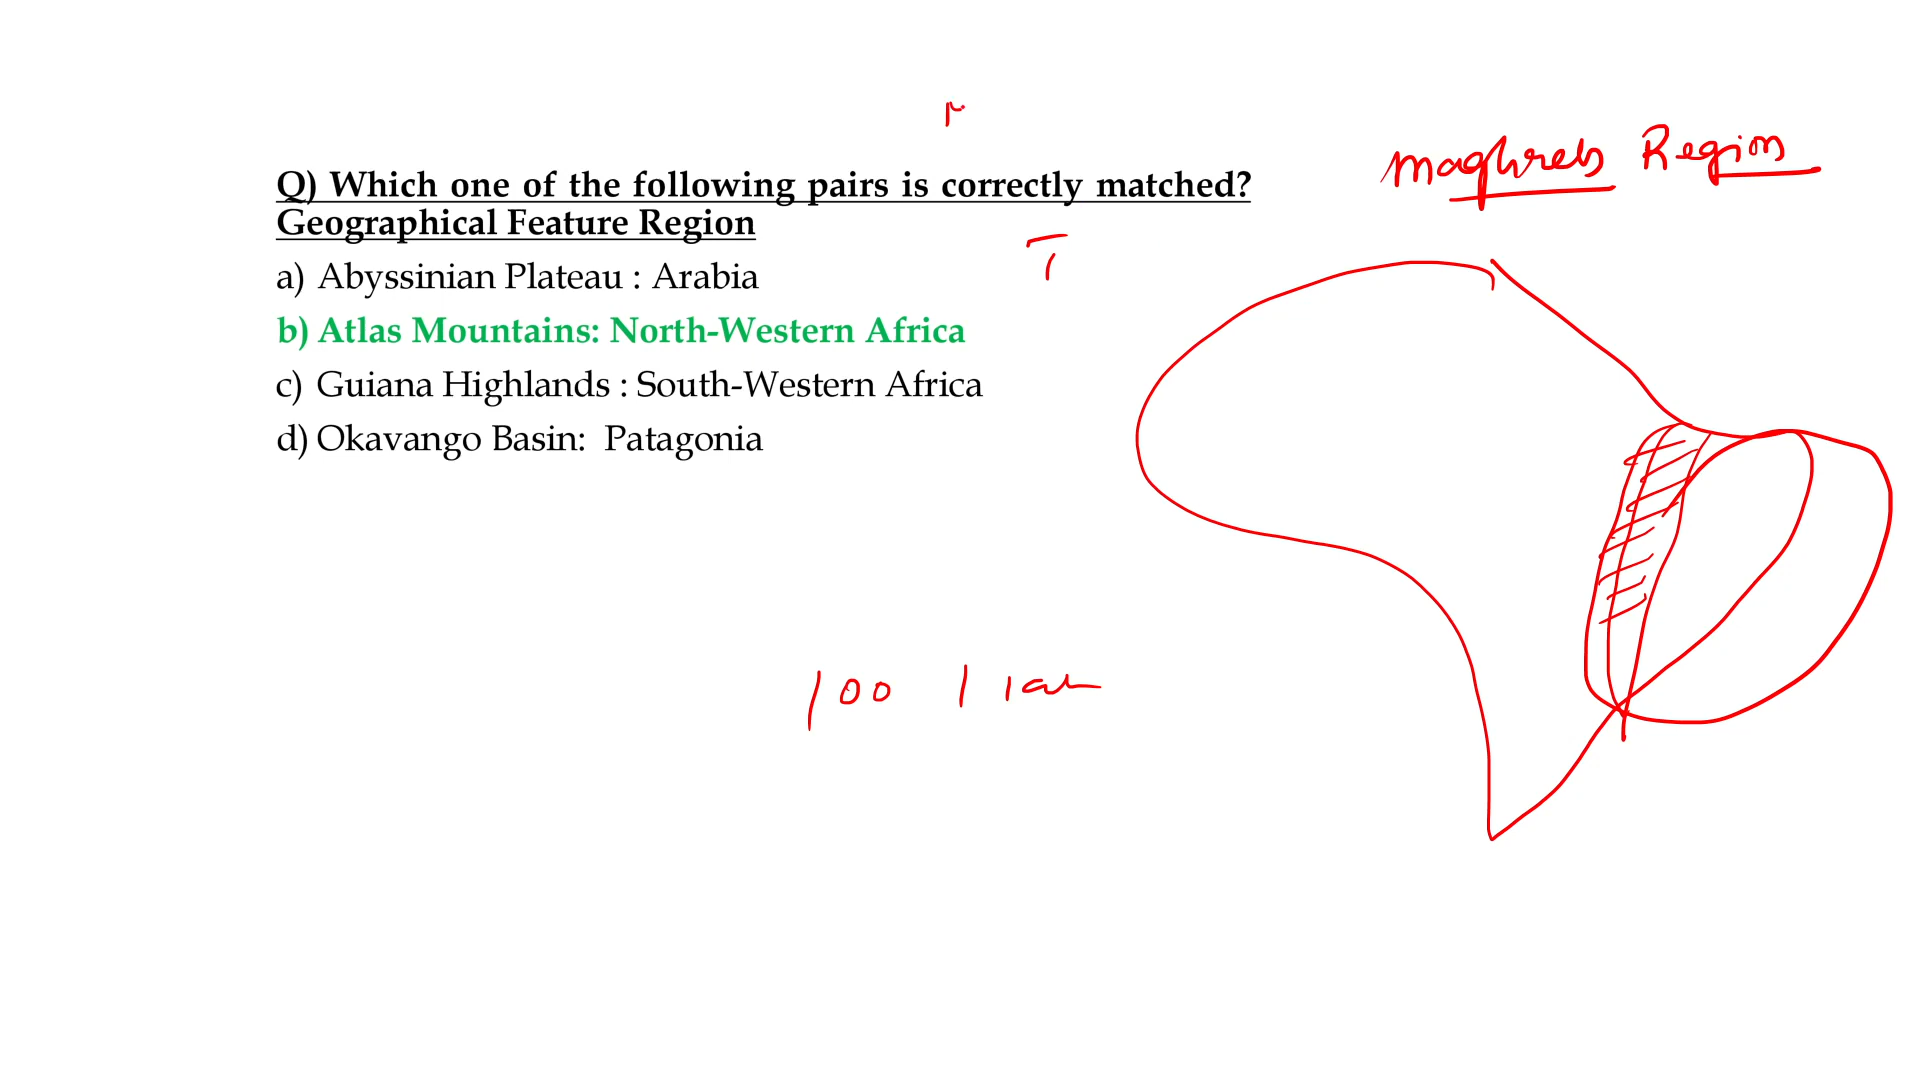 Maghreb Region
Q) Which one of the following pairs is correctly matched?
Geographical Feature Region
T
a) Abyssinian Plateau : Arabia
b) Atlas Mountains: North-Western Africa
c) Guiana Highlands : South-Western Africa
d) Okavango Basin: Patagonia
100 1